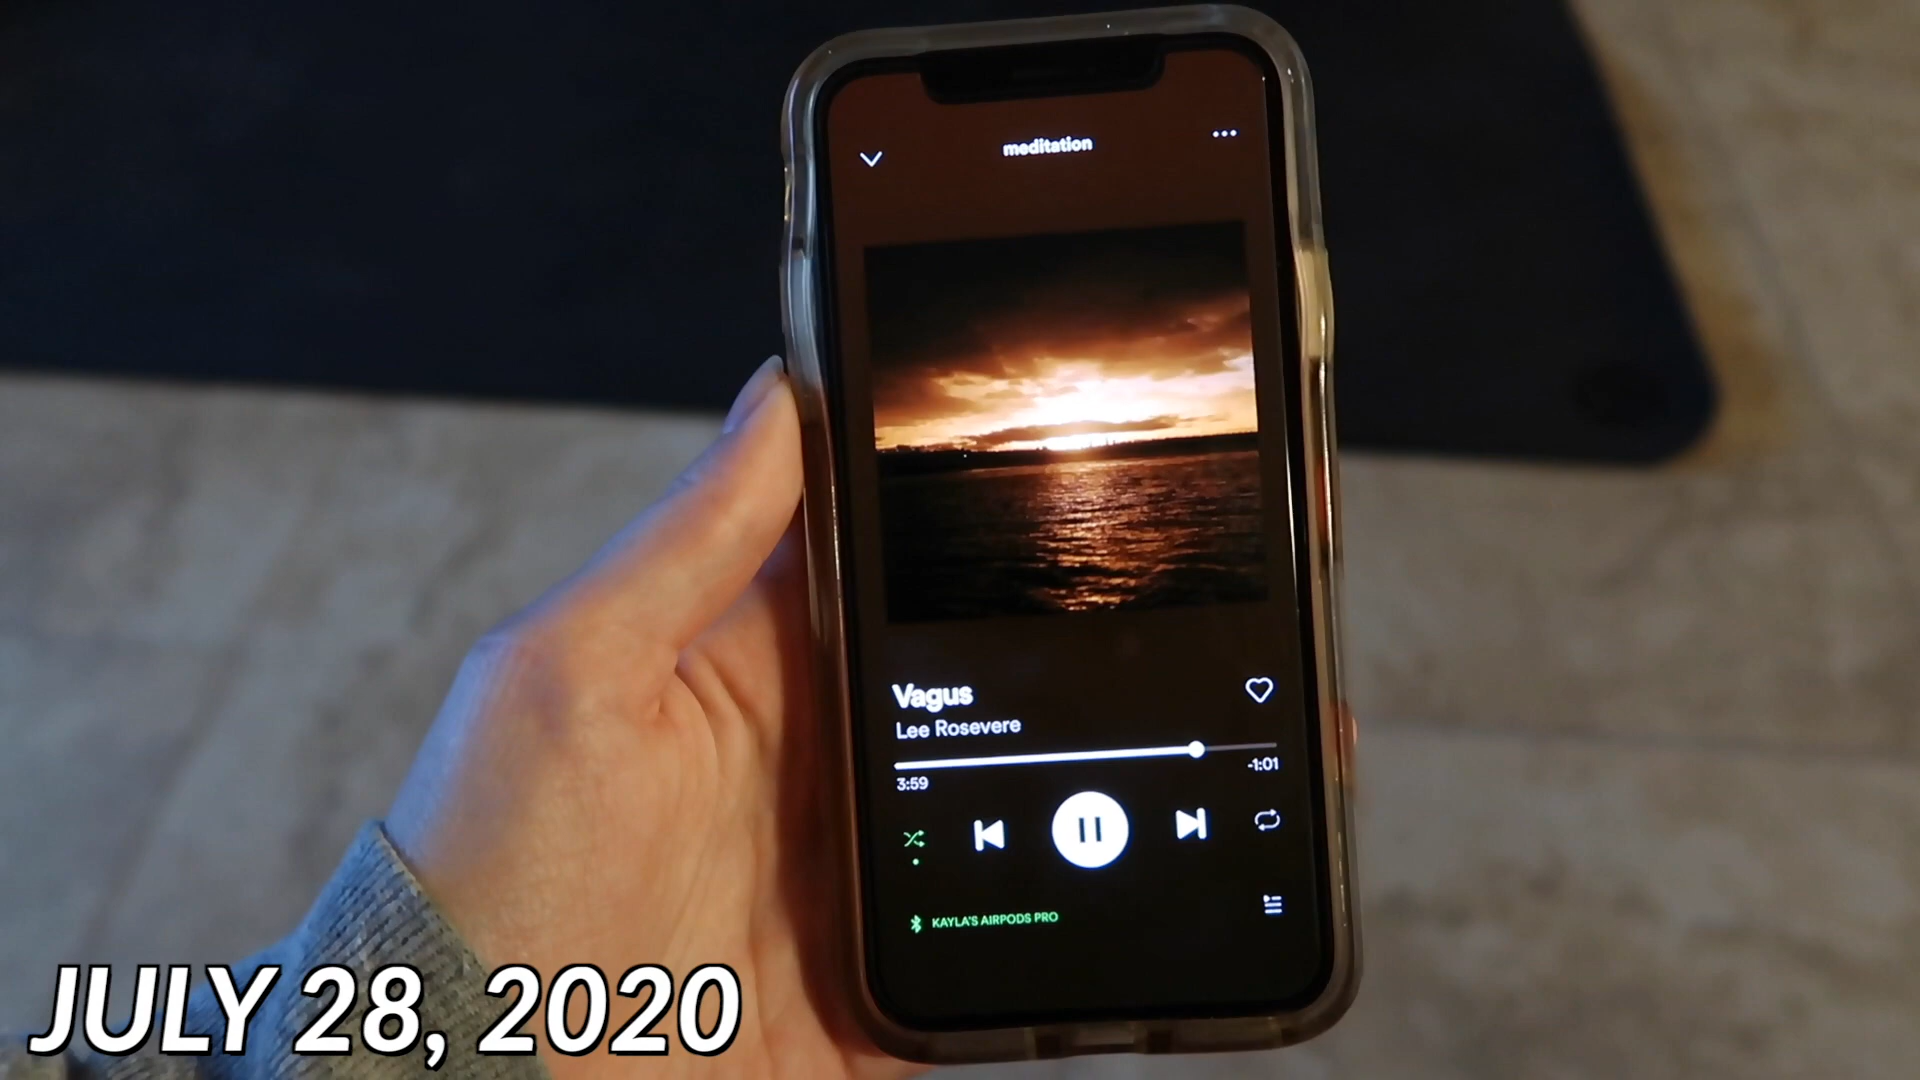 meditation
Vagus
Lee Rosevere
3:59
-1:01
KAYLA'S AIRPODS PRO
JULY 28, 2020